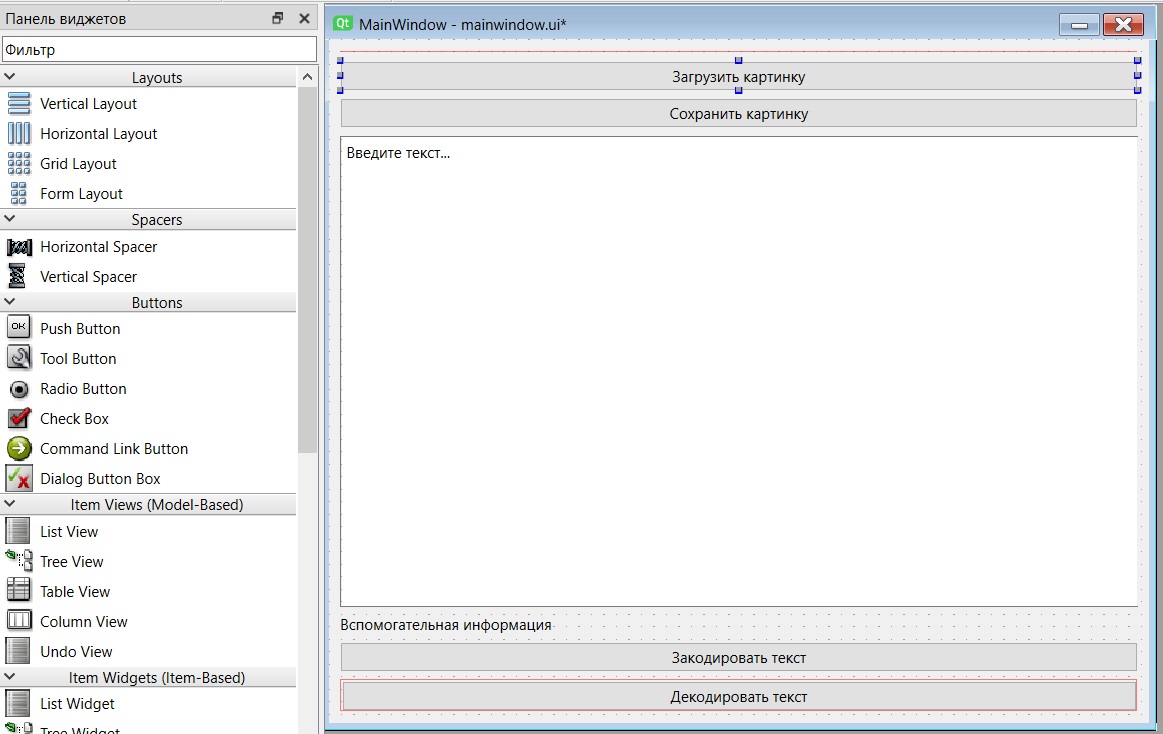 Панель виджетов
Фильтр
Layouts
Vertical Layout
Horizontal Layout
Grid Layout
Form Layout
Spacers
Horizontal Spacer
Vertical Spacer
Buttons
OK
Push Button
Tool Button
Radio Button
Check Box
Command Link Button
Dialog Button Box
Item Views (Model-Based)
List View
Tree View
Table View
Column View
Undo View
Item Widgets (Item-Based)
List Widget
Tree Widget
Qt MainWindow - mainwindow.ui*
Загрузить картинку
Сохранить картинку
Введите текст...
Вспомогательная информация
Закодировать текст
Декодировать текст